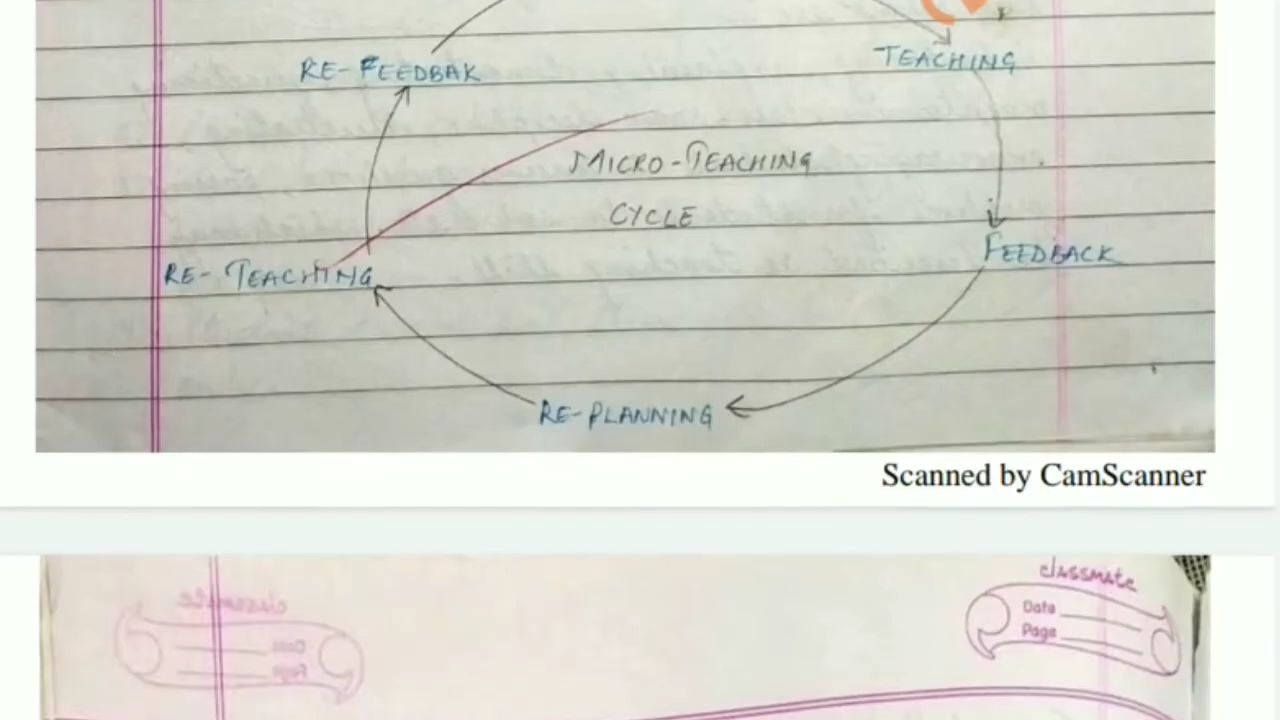 RE-FEEDBAK
TEACHING
MICRO-TEACHING
CYCLE
FEEDBACK
RE-TEACHING
RE-PLANNING
Scanned by CamScanner
classmate
Date
Page